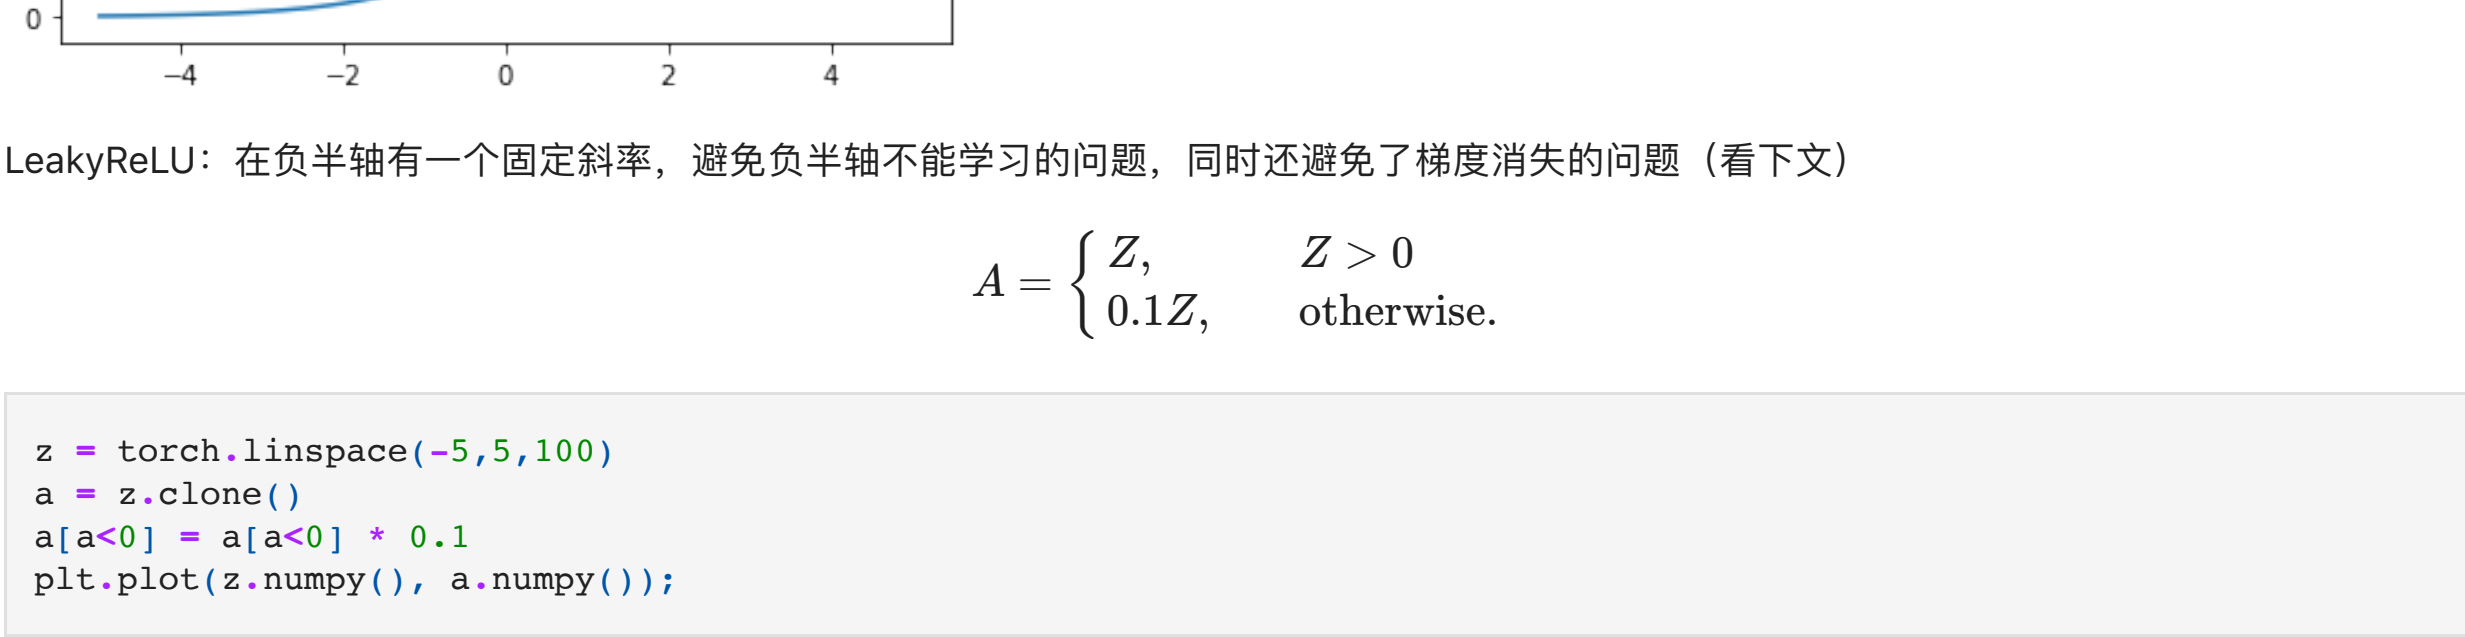 0
−4 −2 0 2 4
LeakyReLU：在负半轴有一个固定斜率，避免负半轴不能学习的问题，同时还避免了梯度消失的问题（看下文）
A = { Z, Z > 0
0.1Z, otherwise.
z = torch.linspace(-5,5,100)
a = z.clone()
a[a<0] = a[a<0] * 0.1
plt.plot(z.numpy(), a.numpy());